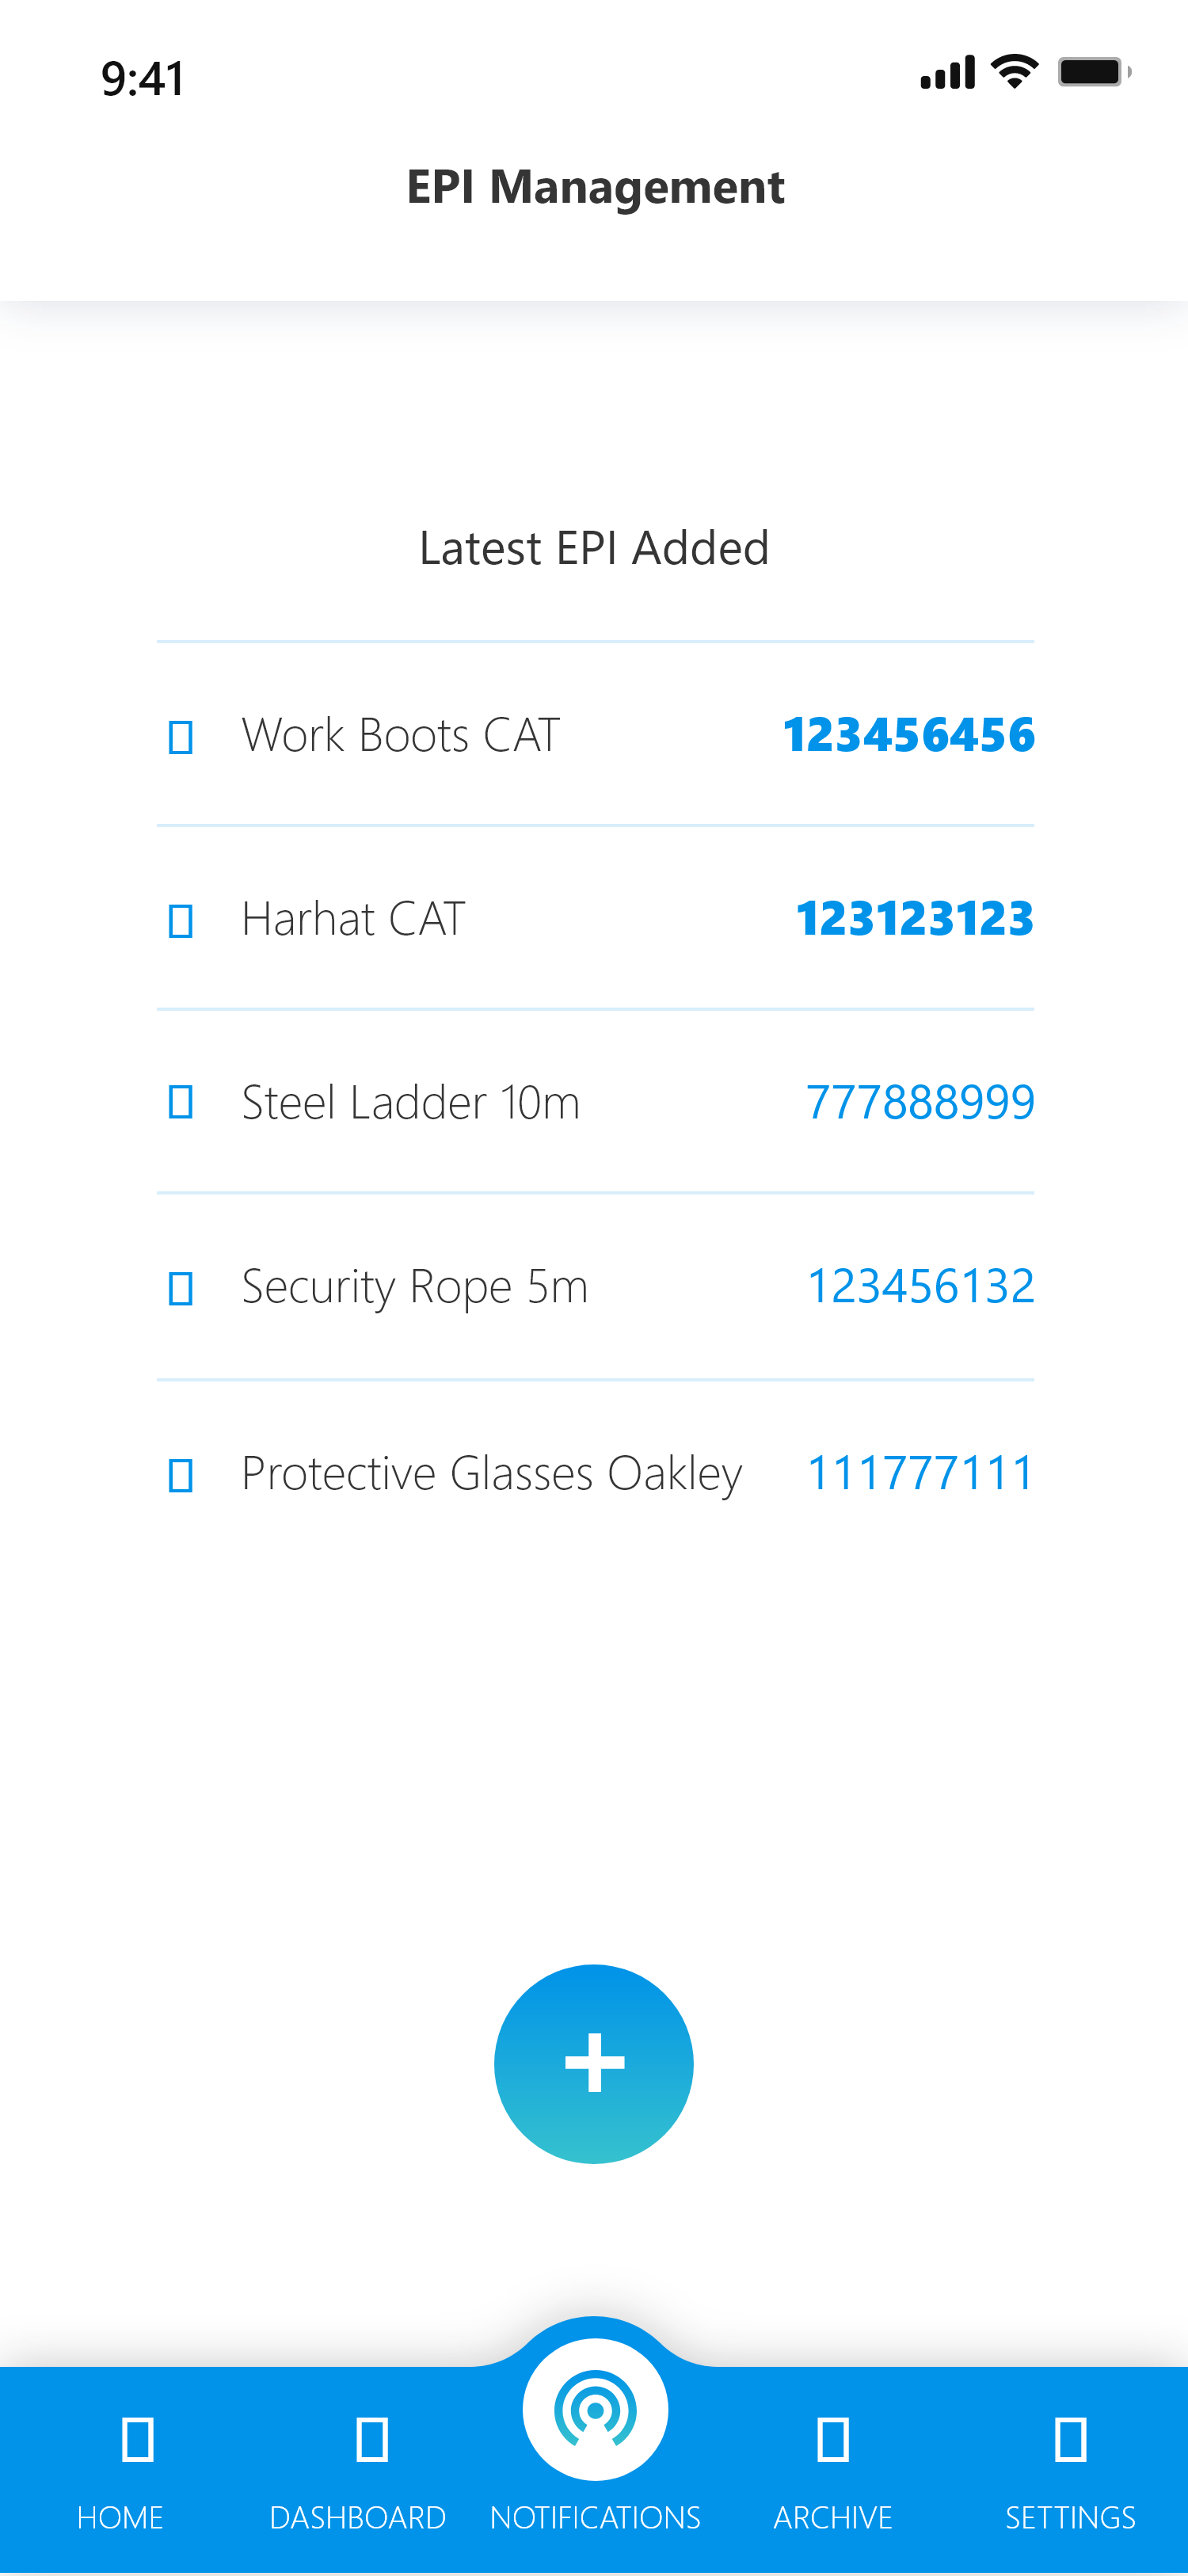 9:41
EPI Management
Latest EPI Added
Work Boots CAT 123456456
Harhat CAT 123123123
Steel Ladder 10m 777888999
Security Rope 5m 123456132
Protective Glasses Oakley 111777111
HOME DASHBOARD NOTIFICATIONS ARCHIVE SETTINGS